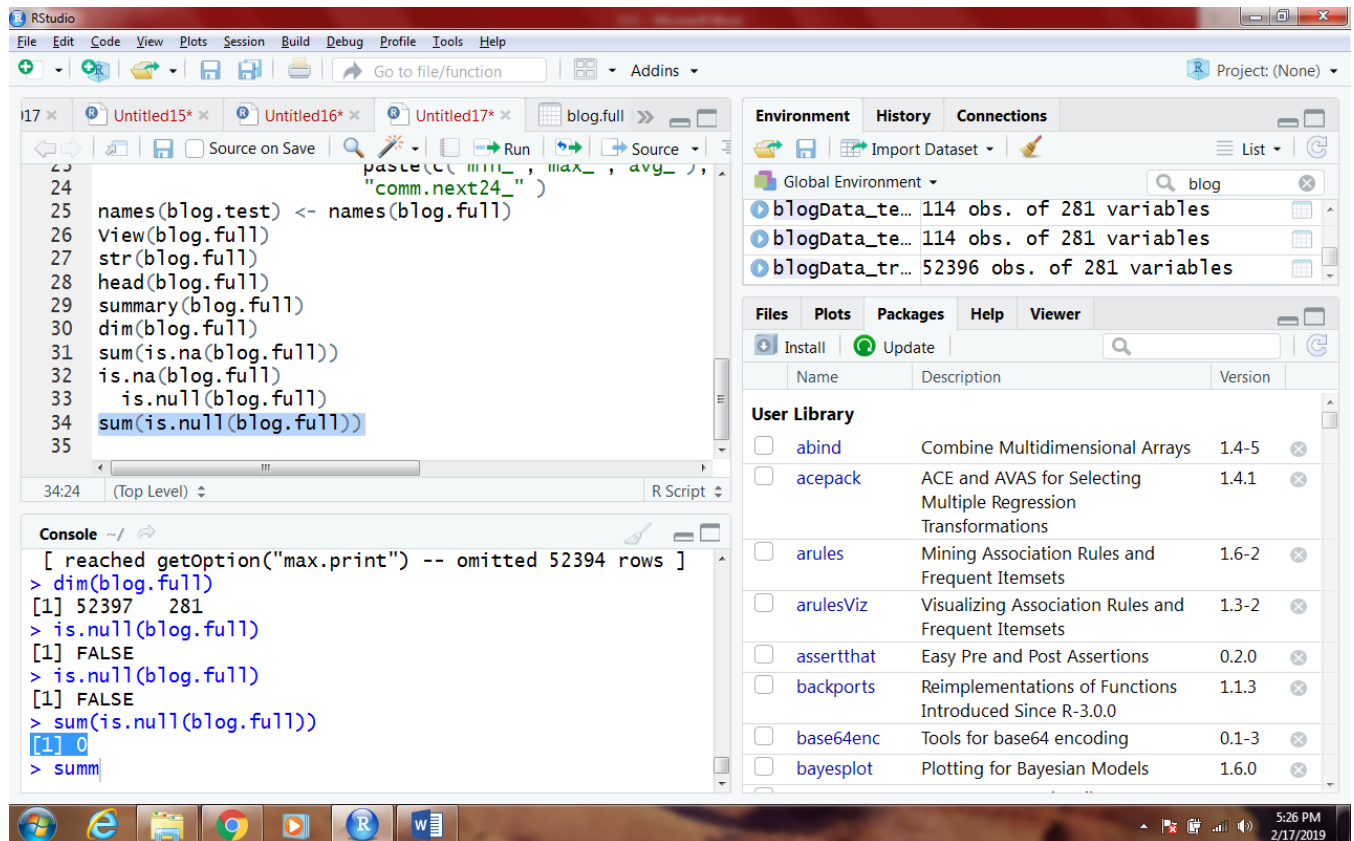 RStudio
File Edit Code View Plots Session Build Debug Profile Tools Help
Go to file/function Addins Project: (None)
017 Untitled15* Untitled16* Untitled17* blog.full
Source on Save Run Source
23 paste(c("min_", "max_", "avg_"),
24 "comm.next24_" )
25 names(blog.test) <- names(blog.full)
26 View(blog.full)
27 str(blog.full)
28 head(blog.full)
29 summary(blog.full)
30 dim(blog.full)
31 sum(is.na(blog.full))
32 is.na(blog.full)
33 is.null(blog.full)
34 sum(is.null(blog.full))
35
34:24 (Top Level) R Script
Console ~/
[ reached getOption("max.print") -- omitted 52394 rows ]
> dim(blog.full)
[1] 52397 281
> is.null(blog.full)
[1] FALSE
> is.null(blog.full)
[1] FALSE
> sum(is.null(blog.full))
[1] 0
> summ
Environment History Connections
Import Dataset List
Global Environment blog
blogData_te… 114 obs. of 281 variables
blogData_te… 114 obs. of 281 variables
blogData_tr… 52396 obs. of 281 variables
Files Plots Packages Help Viewer
Install Update
Name Description Version
User Library
abind Combine Multidimensional Arrays 1.4-5
acepack ACE and AVAS for Selecting 1.4.1
Multiple Regression
Transformations
arules Mining Association Rules and 1.6-2
Frequent Itemsets
arulesViz Visualizing Association Rules and 1.3-2
Frequent Itemsets
assertthat Easy Pre and Post Assertions 0.2.0
backports Reimplementations of Functions 1.1.3
Introduced Since R-3.0.0
base64enc Tools for base64 encoding 0.1-3
bayesplot Plotting for Bayesian Models 1.6.0
5:26 PM
2/17/2019